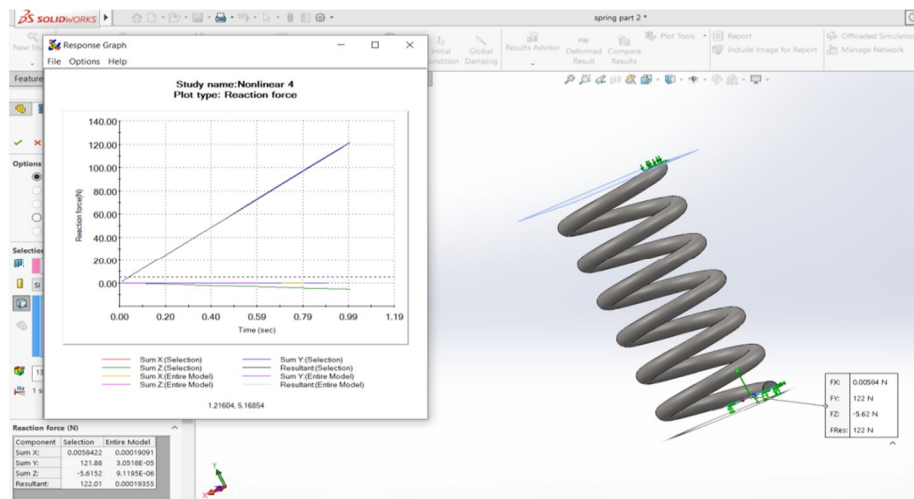 SOLIDWORKS
spring part 2 *
Response Graph
File Options Help
Study name:Nonlinear 4
Plot type: Reaction force
140.00
120.00
100.00
80.00
60.00
40.00
20.00
0.00
Reaction force(N)
0.00 0.20 0.40 0.60 0.79 0.99 1.19
Time (sec)
Sum X:(Selection) Sum Y:(Selection)
Sum Z:(Selection) Resultant:(Selection)
Sum X:(Entire Model) Sum Y:(Entire Model)
Sum Z:(Entire Model) Resultant:(Entire Model)
1.21604, 5.16854
Initial
Global Damping
Results Advisor
Deformed Result
Compare Results
Plot Tools
Report
Include Image for Report
Offloaded Simulation
Manage Network
New
Feature
Options
Selection
Reaction force (N)
Component Selection Entire Model
Sum X: 0.0058422 0.00019091
Sum Y: 121.88 3.0518E-05
Sum Z: -5.6152 9.1195E-06
Resultant: 122.01 0.00019355
FX: 0.00584 N
FY: 122 N
FZ: -5.62 N
FRes: 122 N
Y
X